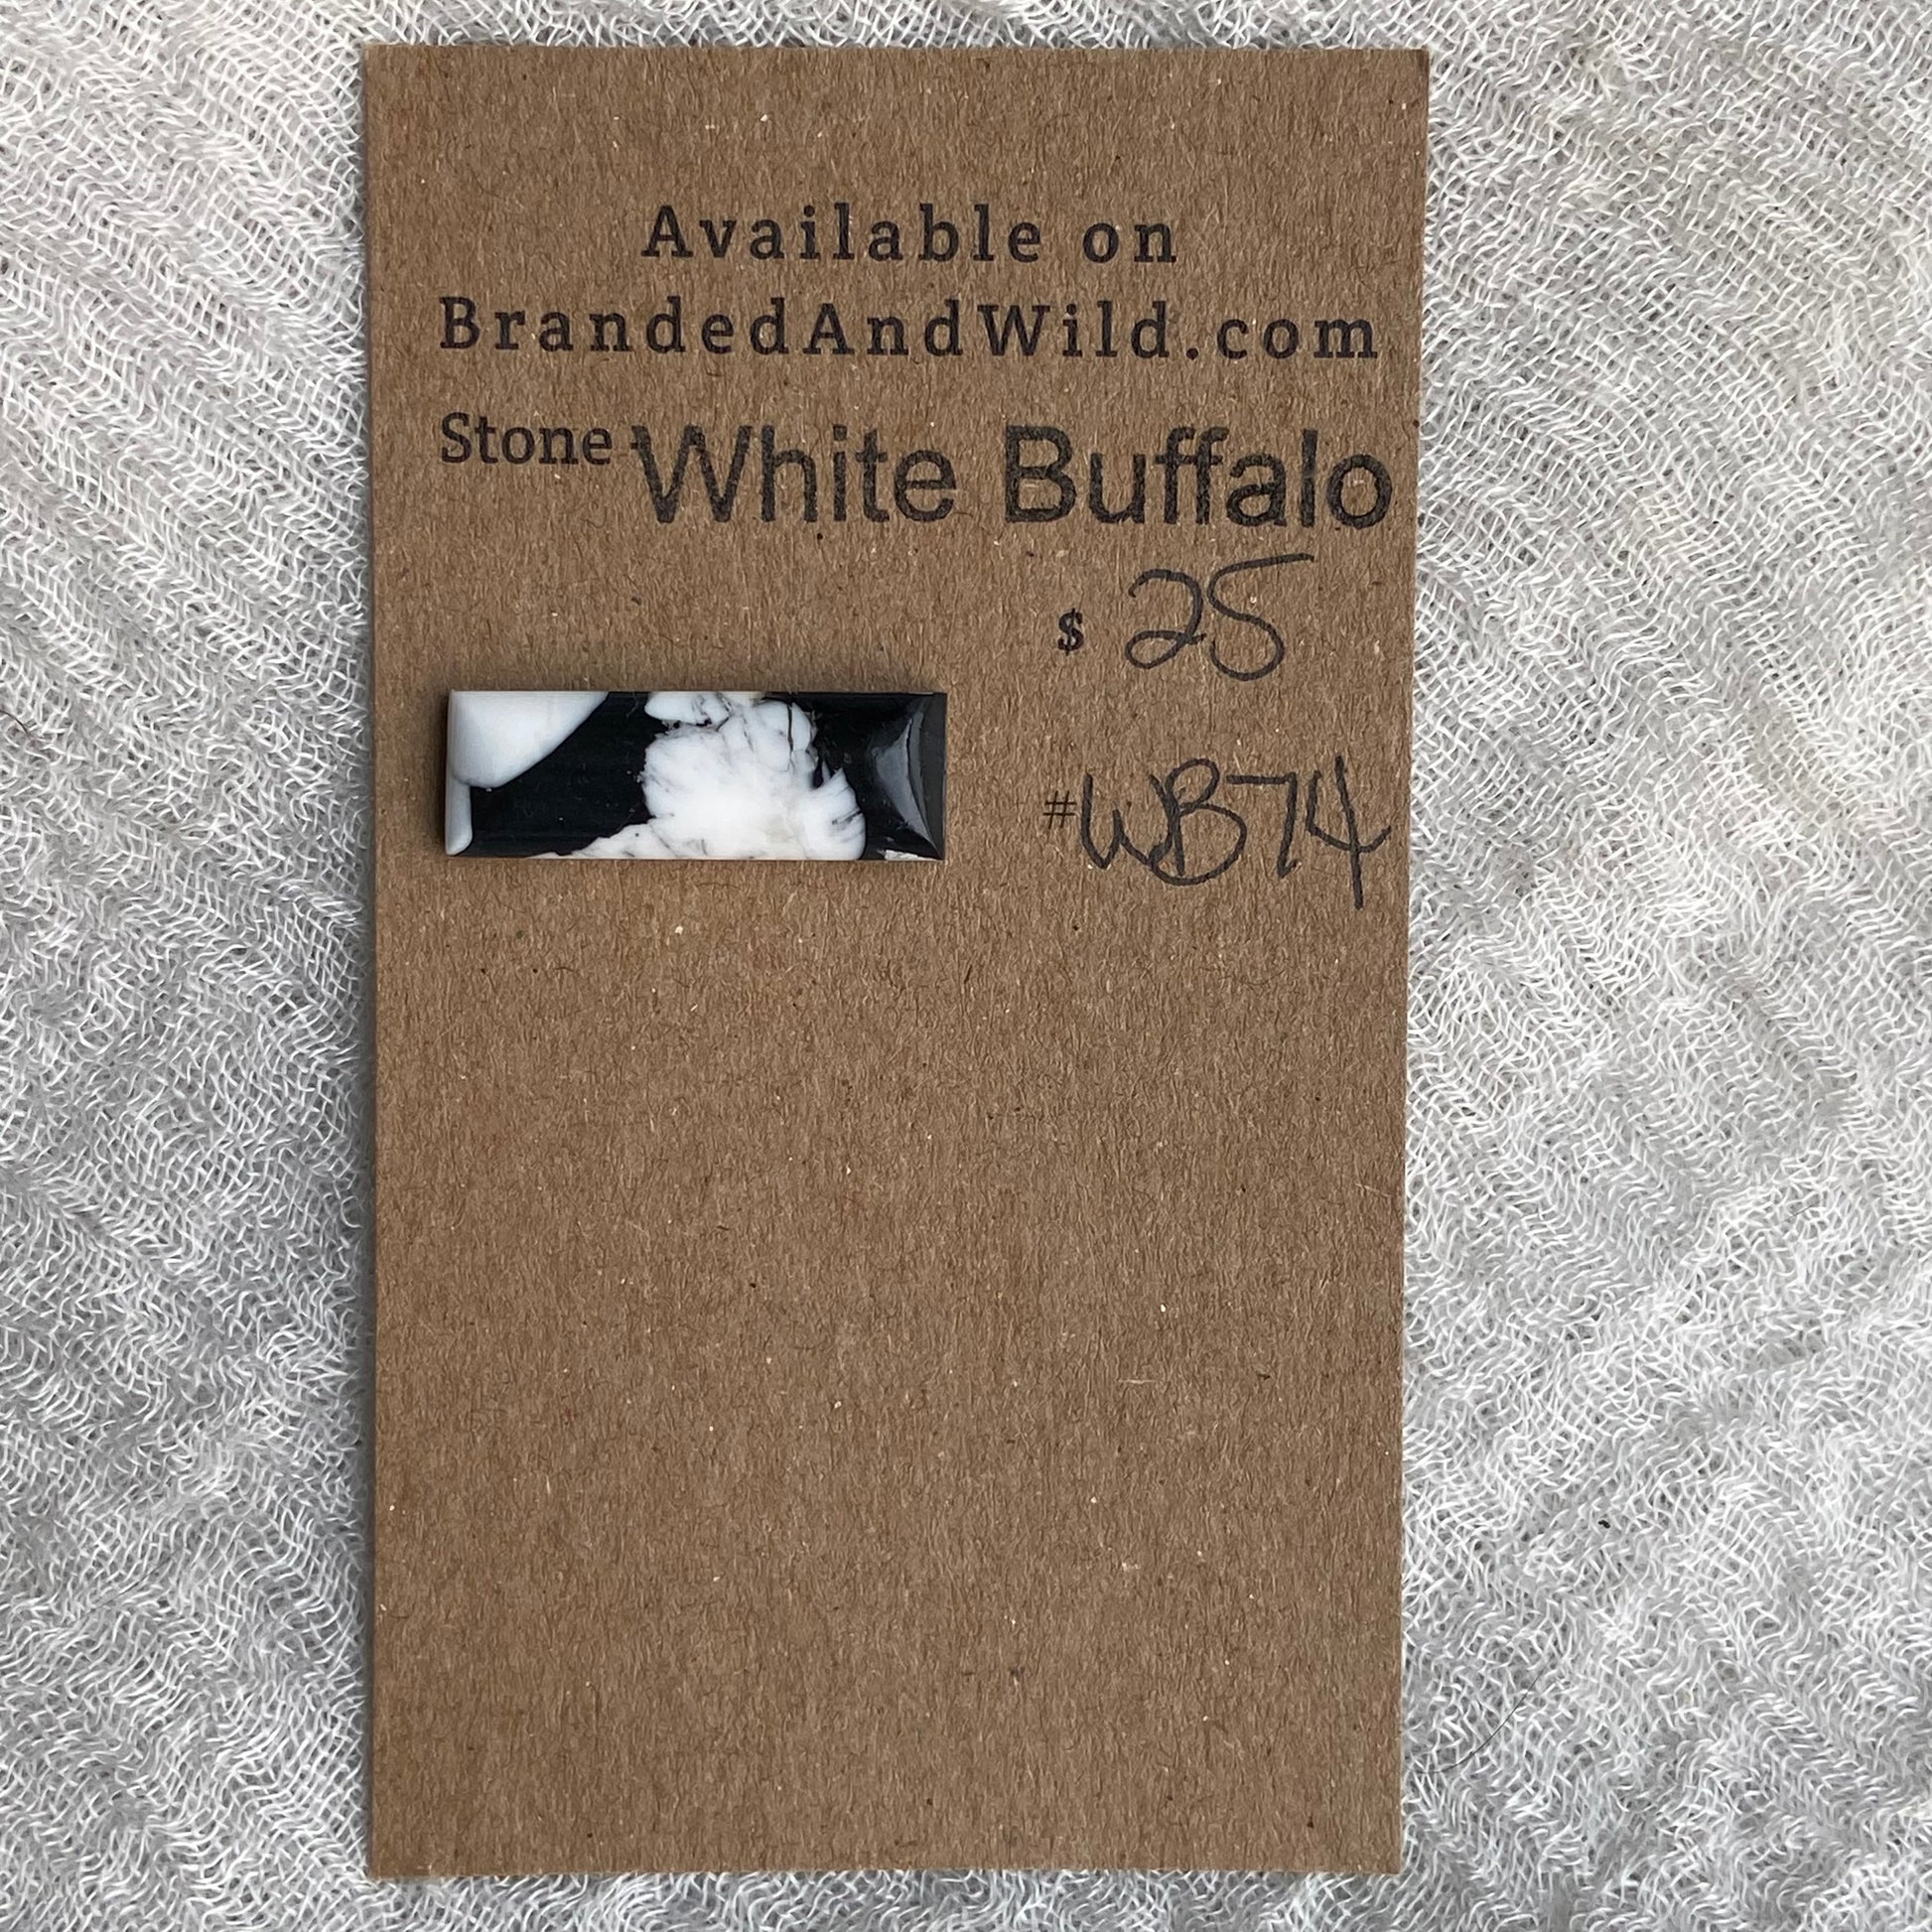 Available on
BrandedAndWild.com
Stone White Buffalo
$ 25
#WB74